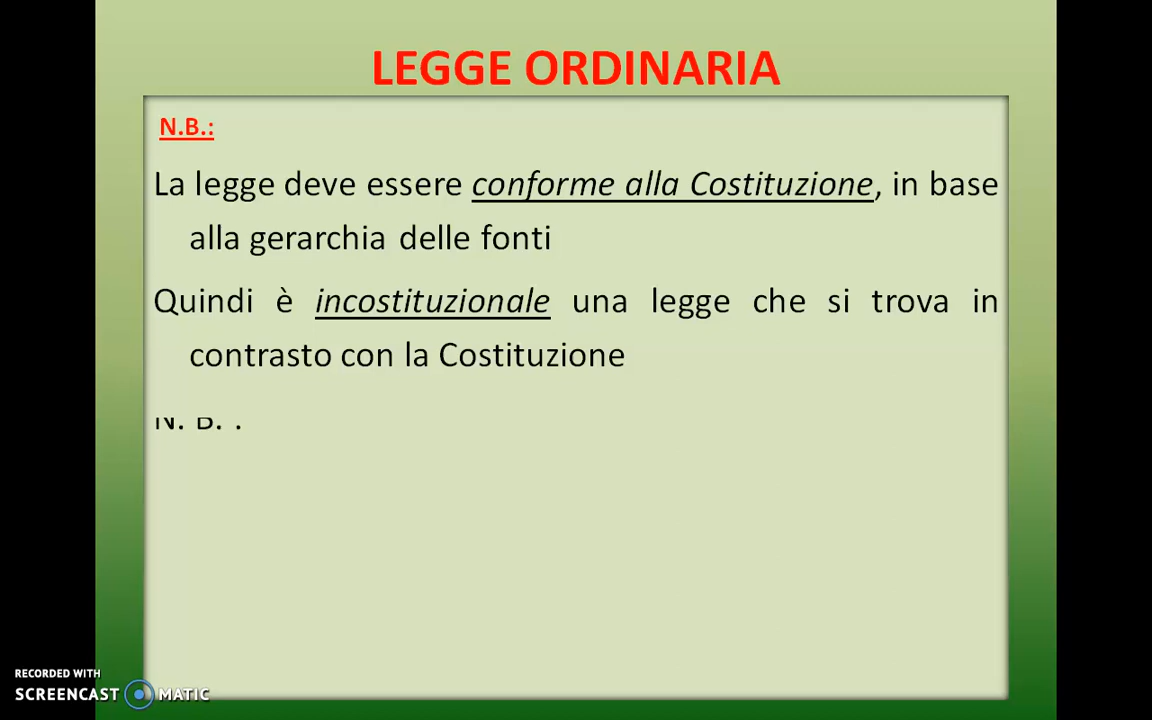 LEGGE ORDINARIA
N.B.:
La legge deve essere conforme alla Costituzione, in base
alla gerarchia delle fonti
Quindi è incostituzionale una legge che si trova in
contrasto con la Costituzione
N. B. :
RECORDED WITH
SCREENCAST MATIC